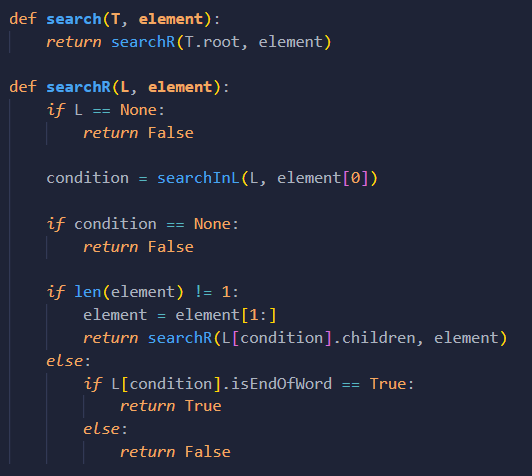 def search(T, element):
    return searchR(T.root, element)

def searchR(L, element):
    if L == None:
        return False

    condition = searchInL(L, element[0])

    if condition == None:
        return False

    if len(element) != 1:
        element = element[1:]
        return searchR(L[condition].children, element)
    else:
        if L[condition].isEndOfWord == True:
            return True
        else:
            return False